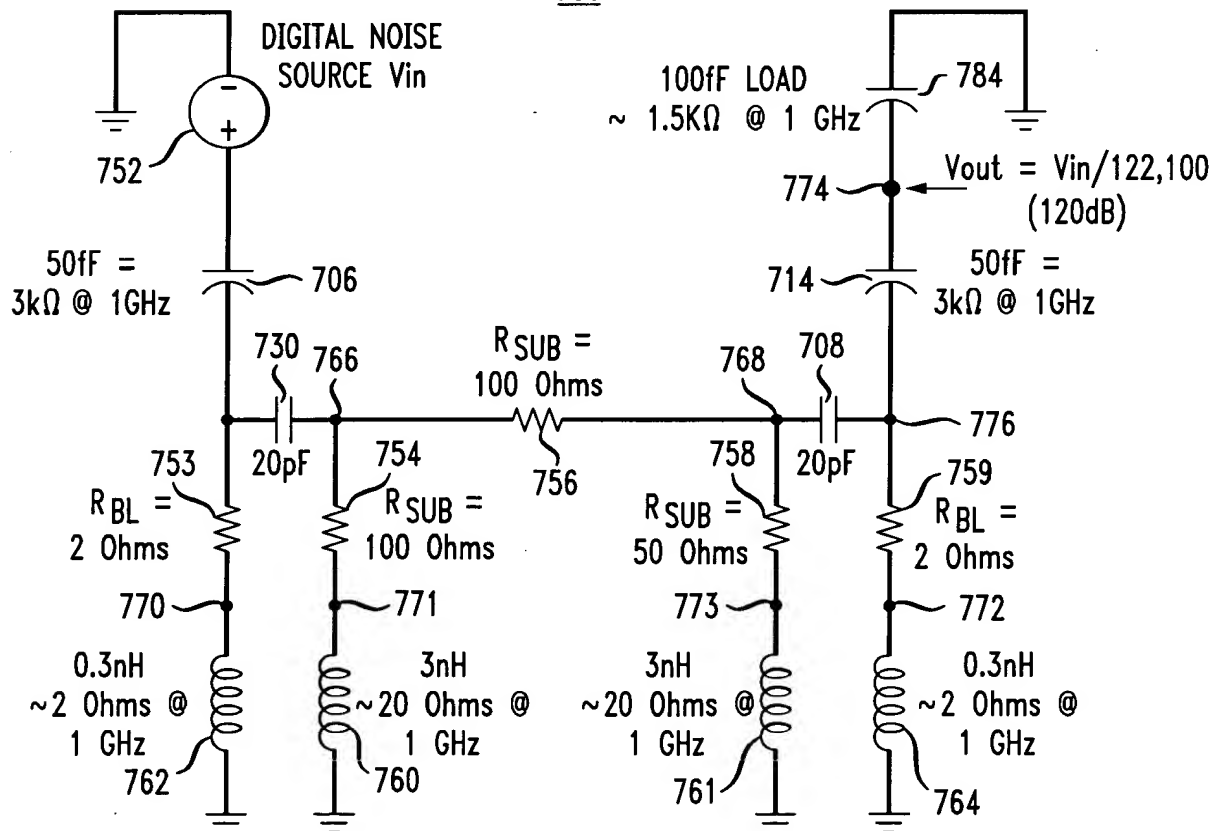 DIGITAL NOISE
SOURCE Vin
-
+
752
100fF LOAD
~ 1.5KΩ @ 1 GHz
784
774
Vout = Vin/122,100
(120dB)
50fF =
3kΩ @ 1GHz
706
714
50fF =
3kΩ @ 1GHz
730
766
R SUB =
100 Ohms
768
708
753
20pF
754
756
758
20pF
776
759
R BL =
2 Ohms
R SUB =
100 Ohms
R SUB =
50 Ohms
R BL =
2 Ohms
770
771
773
772
0.3nH
~2 Ohms @
1 GHz
3nH
~20 Ohms @
1 GHz
3nH
~20 Ohms @
1 GHz
0.3nH
~2 Ohms @
1 GHz
762
760
761
764